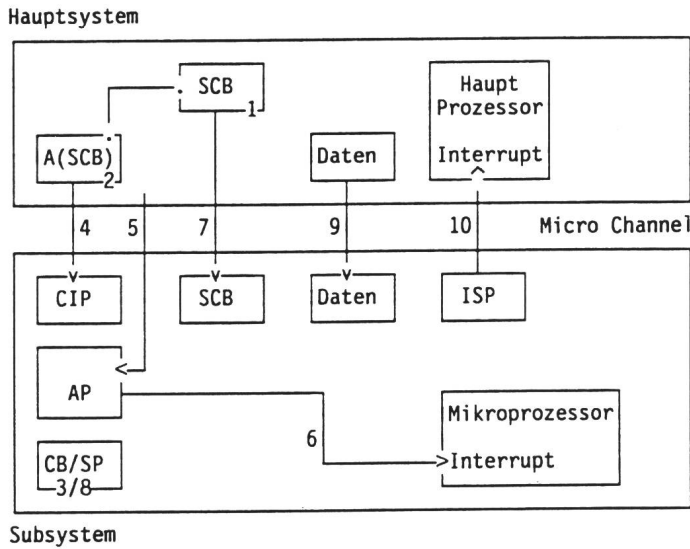 Hauptsystem
SCB
1
Haupt
Prozessor
Interrupt
A(SCB)
2
Daten
4
5
7
9
10
Micro Channel
CIP
SCB
Daten
ISP
AP
6
Mikroprozessor
Interrupt
CB/SP
3/8
Subsystem